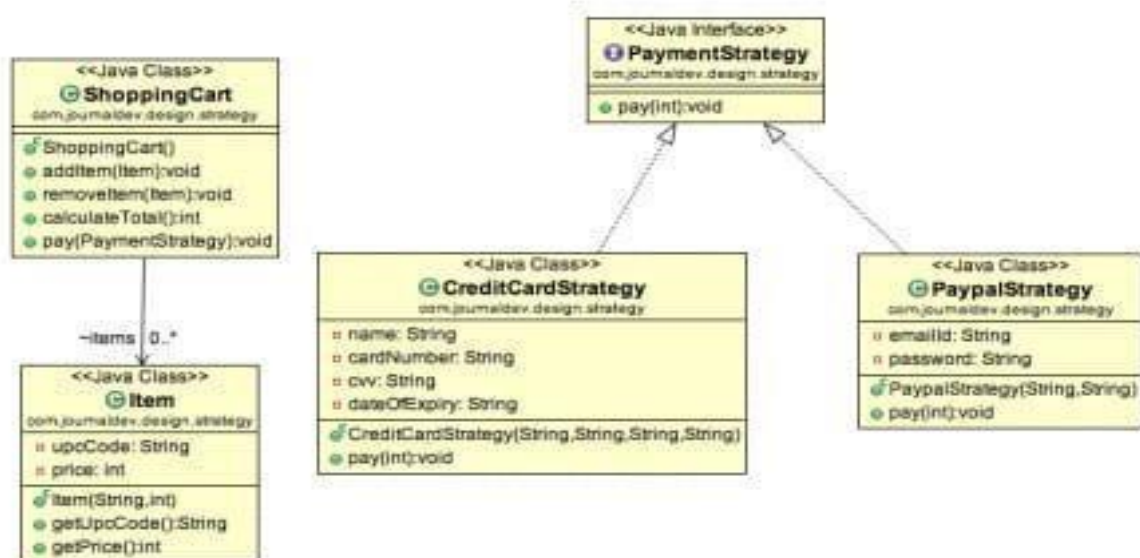 <<Java Class>>
ShoppingCart
com.journaldev.design.strategy
ShoppingCart()
addItem(Item):void
removeItem(Item):void
calculateTotal():int
pay(PaymentStrategy):void
~items 0..*
<<Java Class>>
Item
com.journaldev.design.strategy
upcCode: String
price: int
Item(String,int)
getUpcCode():String
getPrice():int
<<Java Interface>>
PaymentStrategy
com.journaldev.design.strategy
pay(int):void
<<Java Class>>
CreditCardStrategy
com.journaldev.design.strategy
name: String
cardNumber: String
cvv: String
dateOfExpiry: String
CreditCardStrategy(String,String,String,String)
pay(int):void
<<Java Class>>
PaypalStrategy
com.journaldev.design.strategy
emailId: String
password: String
PaypalStrategy(String,String)
pay(int):void